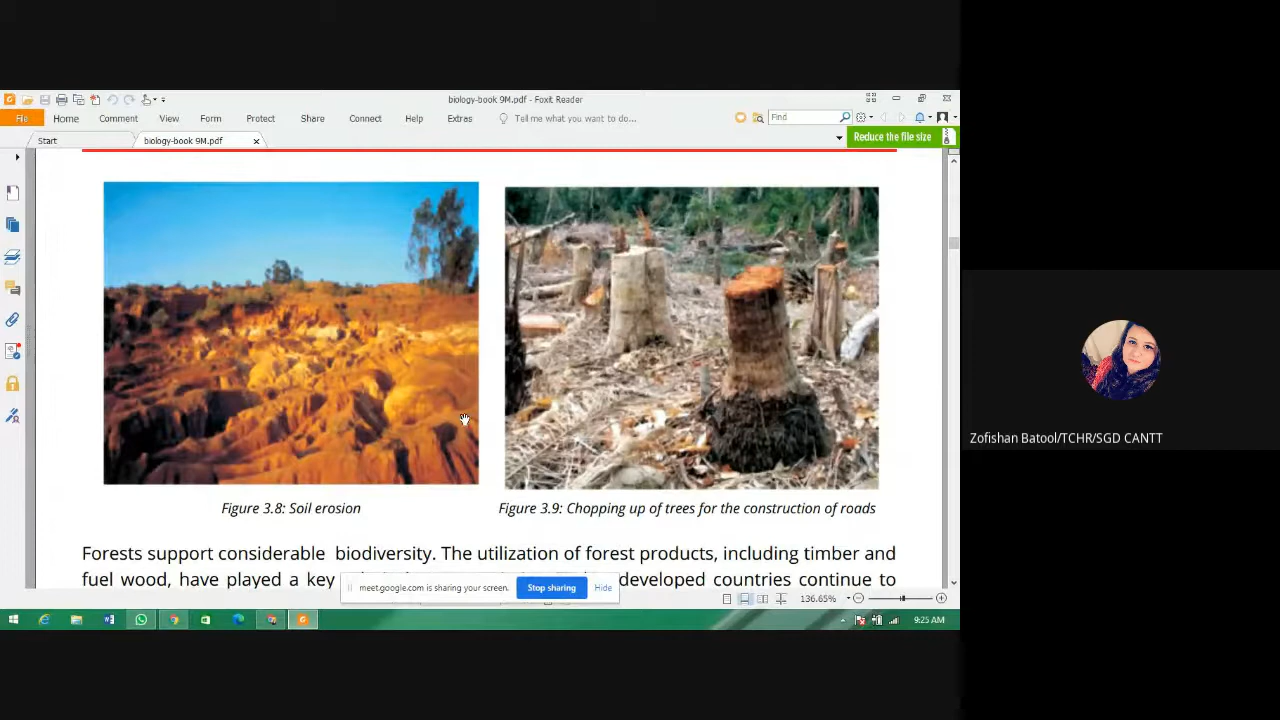 biology-book 9M.pdf - Foxit Reader
File Home Comment View Form Protect Share Connect Help Extras Tell me what you want to do... Find
Start biology-book 9M.pdf Reduce the file size
Figure 3.8: Soil erosion Figure 3.9: Chopping up of trees for the construction of roads
Forests support considerable biodiversity. The utilization of forest products, including timber and
fuel wood, have played a key developed countries continue to
meet.google.com is sharing your screen. Stop sharing Hide
136.65%
9:25 AM
Zofishan Batool/TCHR/SGD CANTT